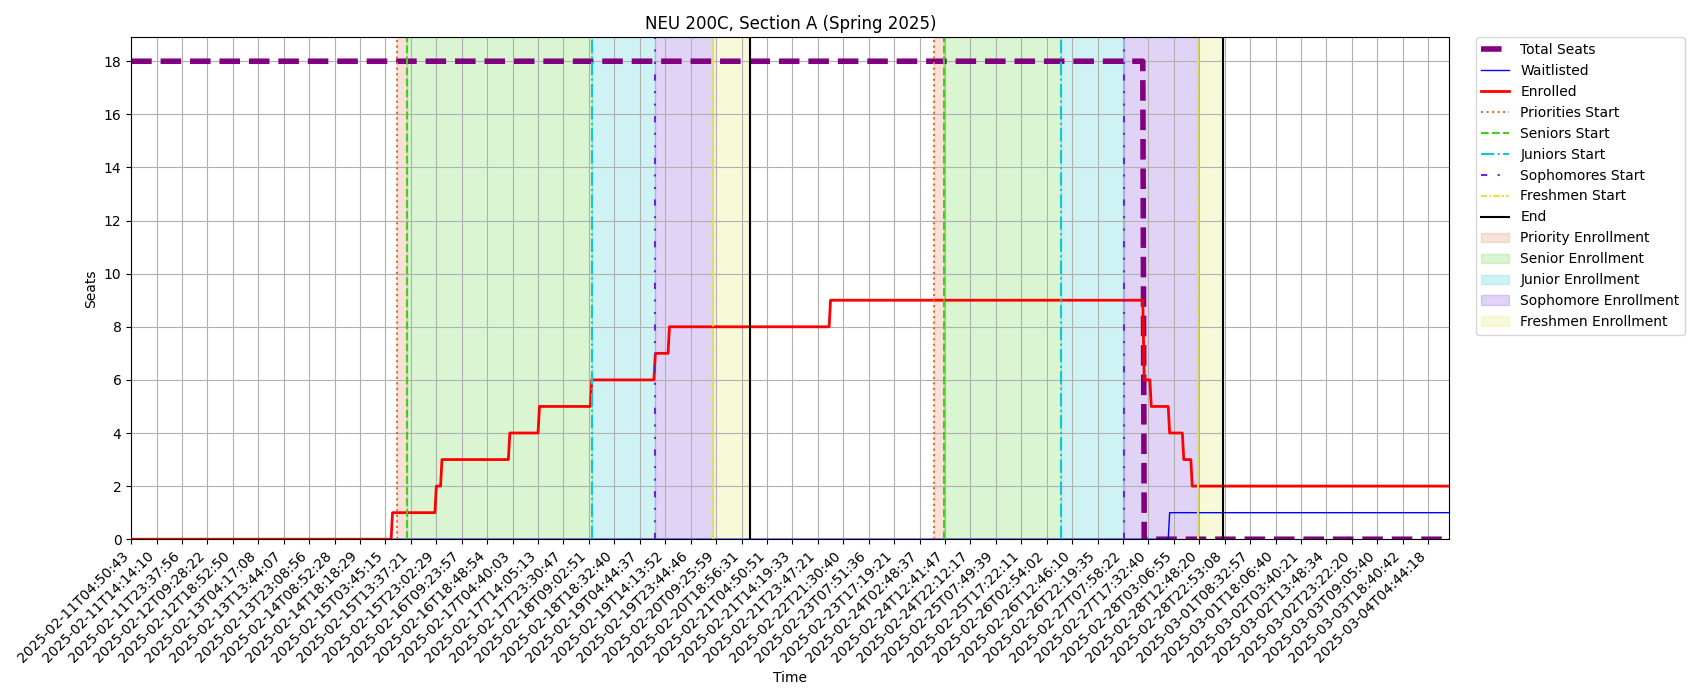 NEU 200C, Section A (Spring 2025)
Seats
18
16
14
12
10
8
6
4
2
0
2025-02-11T04:50:43
2025-02-11T14:14:10
2025-02-11T23:37:56
2025-02-12T09:28:22
2025-02-12T18:52:50
2025-02-13T04:17:08
2025-02-13T13:44:07
2025-02-13T23:08:56
2025-02-14T08:52:28
2025-02-14T18:18:29
2025-02-15T03:45:15
2025-02-15T13:37:21
2025-02-15T23:02:29
2025-02-16T09:23:57
2025-02-16T18:48:54
2025-02-17T04:40:03
2025-02-17T14:05:13
2025-02-17T23:30:47
2025-02-18T09:02:51
2025-02-18T18:32:40
2025-02-19T04:44:37
2025-02-19T14:13:52
2025-02-19T23:44:46
2025-02-20T09:25:59
2025-02-20T18:56:31
2025-02-21T04:50:51
2025-02-21T14:19:33
2025-02-21T23:47:21
2025-02-22T21:30:40
2025-02-23T07:51:36
2025-02-23T17:19:21
2025-02-24T02:48:37
2025-02-24T12:41:47
2025-02-24T22:12:17
2025-02-25T07:49:39
2025-02-25T17:22:11
2025-02-26T02:54:02
2025-02-26T12:46:10
2025-02-26T22:19:35
2025-02-27T07:58:22
2025-02-27T17:32:40
2025-02-28T03:06:55
2025-02-28T12:48:20
2025-02-28T22:53:08
2025-03-01T08:32:57
2025-03-01T18:06:40
2025-03-02T03:40:21
2025-03-02T13:48:34
2025-03-02T23:22:20
2025-03-03T09:05:40
2025-03-03T18:40:42
2025-03-04T04:44:18
Time
Total Seats
Waitlisted
Enrolled
Priorities Start
Seniors Start
Juniors Start
Sophomores Start
Freshmen Start
End
Priority Enrollment
Senior Enrollment
Junior Enrollment
Sophomore Enrollment
Freshmen Enrollment